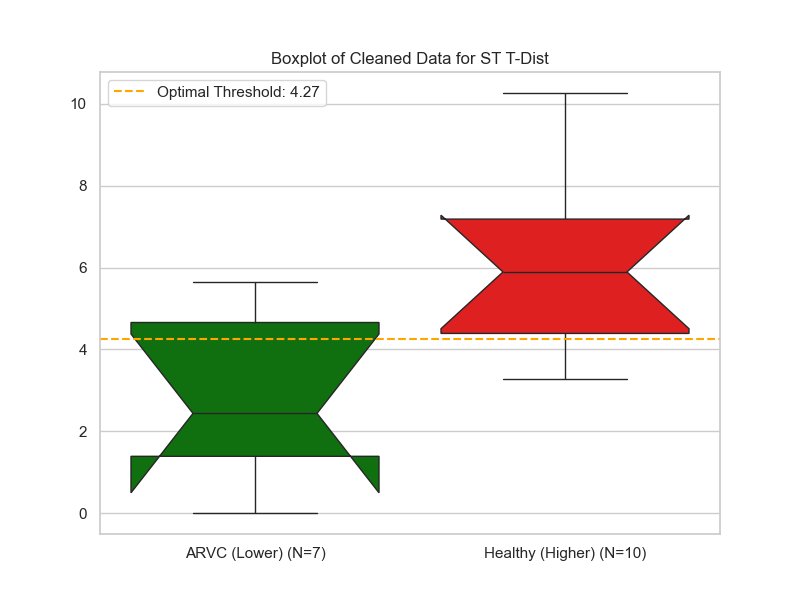 Boxplot of Cleaned Data for ST T-Dist
Optimal Threshold: 4.27
10
8
6
4
2
0
ARVC (Lower) (N=7)
Healthy (Higher) (N=10)